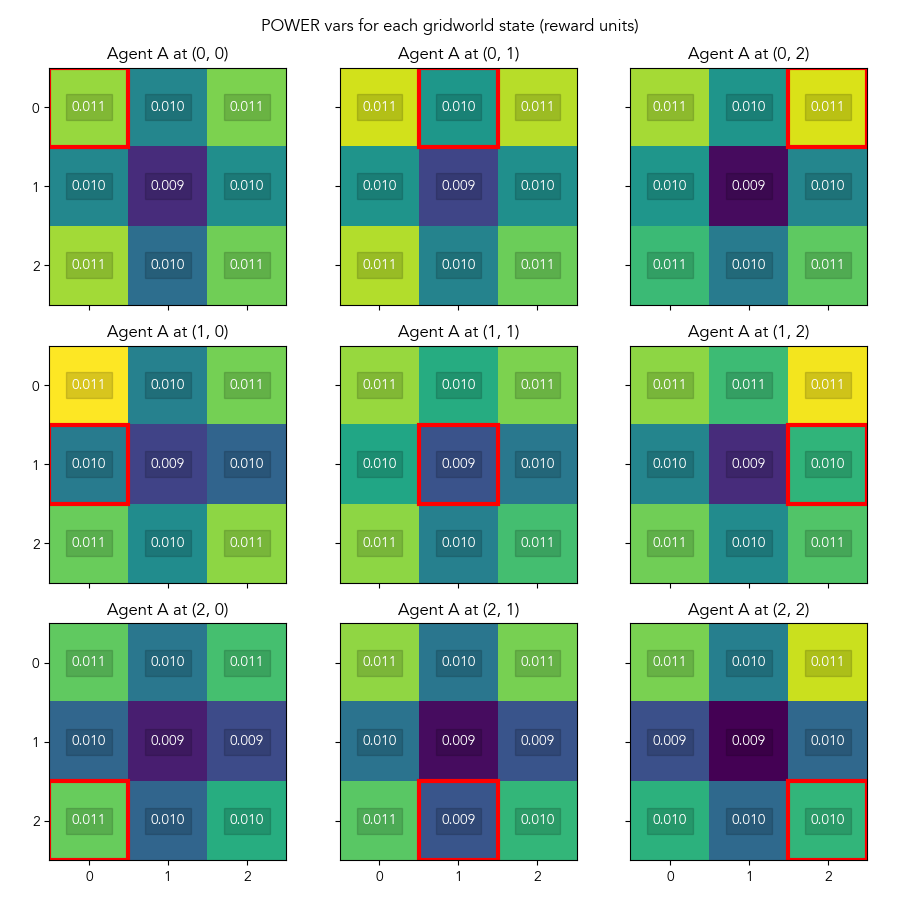 POWER vars for each gridworld state (reward units)
Agent A at (0, 0) Agent A at (0, 1) Agent A at (0, 2)
0 0.011 0.010 0.011 0.011 0.010 0.011 0.011 0.010 0.011
1 0.010 0.009 0.010 0.010 0.009 0.010 0.010 0.009 0.010
2 0.011 0.010 0.011 0.011 0.010 0.011 0.011 0.010 0.011
Agent A at (1, 0) Agent A at (1, 1) Agent A at (1, 2)
0 0.011 0.010 0.011 0.011 0.010 0.011 0.011 0.011 0.011
1 0.010 0.009 0.010 0.010 0.009 0.010 0.010 0.009 0.010
2 0.011 0.010 0.011 0.011 0.010 0.011 0.011 0.010 0.011
Agent A at (2, 0) Agent A at (2, 1) Agent A at (2, 2)
0 0.011 0.010 0.011 0.011 0.010 0.011 0.011 0.010 0.011
1 0.010 0.009 0.009 0.010 0.009 0.009 0.009 0.009 0.010
2 0.011 0.010 0.010 0.011 0.009 0.010 0.010 0.010 0.010
0 1 2 0 1 2 0 1 2